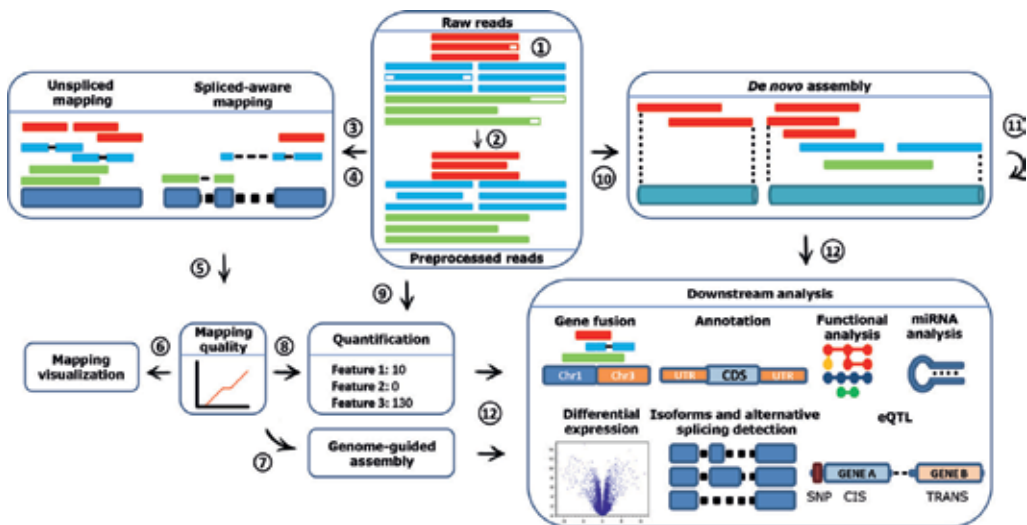 Raw reads
①
②
Preprocessed reads
Unspliced
mapping
Spliced-aware
mapping
③
④
De novo assembly
⑩
⑪
⑤
⑨
⑫
Mapping
visualization
⑥
Mapping
quality
⑧
Quantification
Feature 1: 10
Feature 2: 0
Feature 3: 130
⑦
Genome-guided
assembly
⑫
Downstream analysis
Gene fusion
Chr1
Chr3
Annotation
UTR
CDS
UTR
Functional
analysis
miRNA
analysis
Differential
expression
Isoforms and alternative
splicing detection
eQTL
GENE A
GENE B
SNP
CIS
TRANS